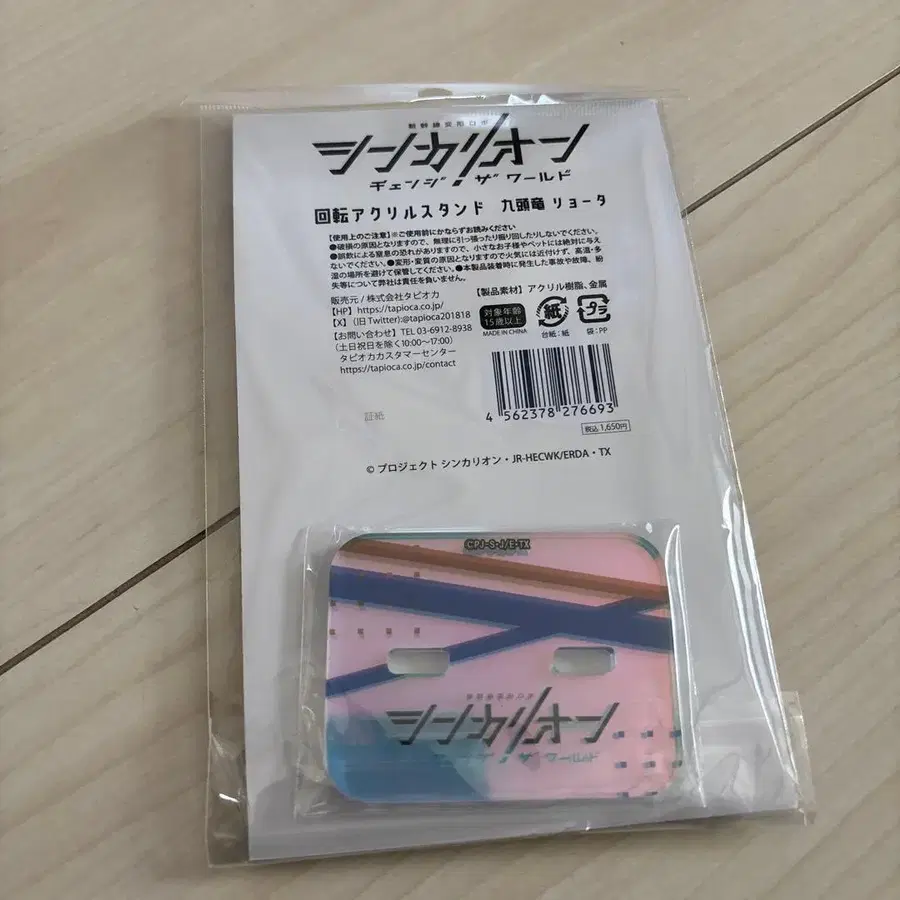 新幹線変形ロボ
シンカリオン
チェンジ ザ ワールド
回転アクリルスタンド 九頭竜 リョータ
【使用上のご注意】※ご使用前にかならずお読みください
●破損の原因となりますので、無理に引っ張ったり振り回したりしないでください。
●誤飲による窒息の恐れがありますので、小さなお子様やペットには絶対に与え
ないでください。●変形・変質の原因となりますので火気には近付けず、高温・多
湿の場所を避けて保管してください。●本製品装着時に発生した事故や故障、紛
失等について弊社は責任を負いません。
販売元 / 株式会社タピオカ
【HP】https://tapioca.co.jp/
【X】(旧Twitter):@tapioca201818
【お問い合わせ】TEL 03-6912-8938
(土日祝日を除く10:00〜17:00)
タピオカカスタマーセンター
https://tapioca.co.jp/contact
【製品素材】アクリル樹脂、金属
対象年齢
15歳以上
MADE IN CHINA
紙
台紙:紙
プラ
袋:PP
4 562378 276693
税込 1,650円
証紙
© プロジェクト シンカリオン・JR-HECWK/ERDA・TX
©PJ-S・J/E・TX
シンカリオン
チェンジ ザ ワールド